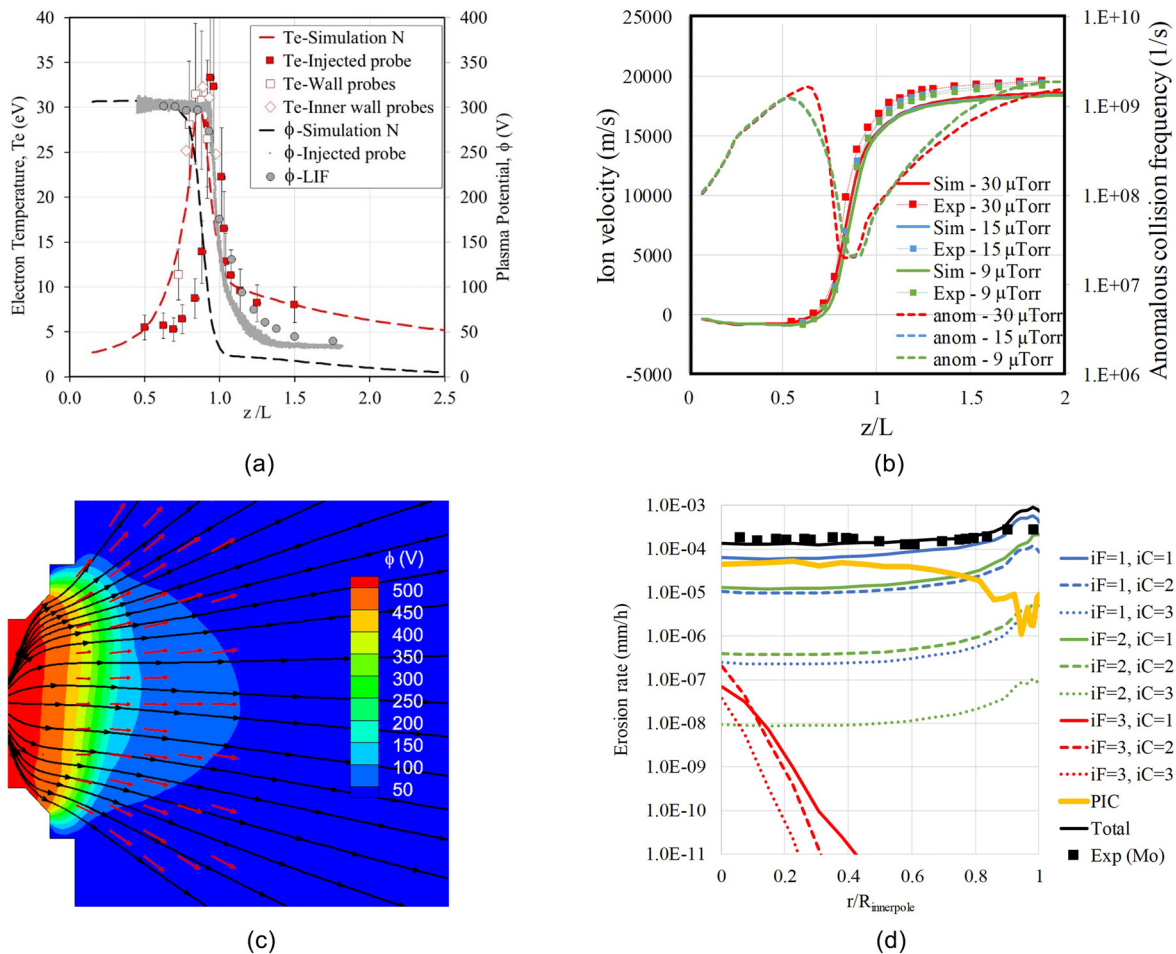 40
35
30
25
20
15
10
5
0
Electron Temperature, Te (eV)
0.0 0.5 1.0 1.5 2.0 2.5
z /L
400
350
300
250
200
150
100
50
0
Plasma Potential, ϕ (V)
Te-Simulation N
Te-Injected probe
Te-Wall probes
Te-Inner wall probes
ϕ-Simulation N
ϕ-Injected probe
ϕ-LIF
(a)
25000
20000
15000
10000
5000
0
-5000
Ion velocity (m/s)
0 0.5 1 1.5 2
z/L
1.E+10
1.E+09
1.E+08
1.E+07
1.E+06
Anomalous collision frequency (1/s)
Sim - 30 μTorr
Exp - 30 μTorr
Sim - 15 μTorr
Exp - 15 μTorr
Sim - 9 μTorr
Exp - 9 μTorr
anom - 30 μTorr
anom - 15 μTorr
anom - 9 μTorr
(b)
ϕ (V)
500
450
400
350
300
250
200
150
100
50
(c)
1.0E-03
1.0E-04
1.0E-05
1.0E-06
1.0E-07
1.0E-08
1.0E-09
1.0E-10
1.0E-11
Erosion rate (mm/h)
0 0.2 0.4 0.6 0.8 1
r/Rinnerpole
iF=1, iC=1
iF=1, iC=2
iF=1, iC=3
iF=2, iC=1
iF=2, iC=2
iF=2, iC=3
iF=3, iC=1
iF=3, iC=2
iF=3, iC=3
PIC
Total
Exp (Mo)
(d)